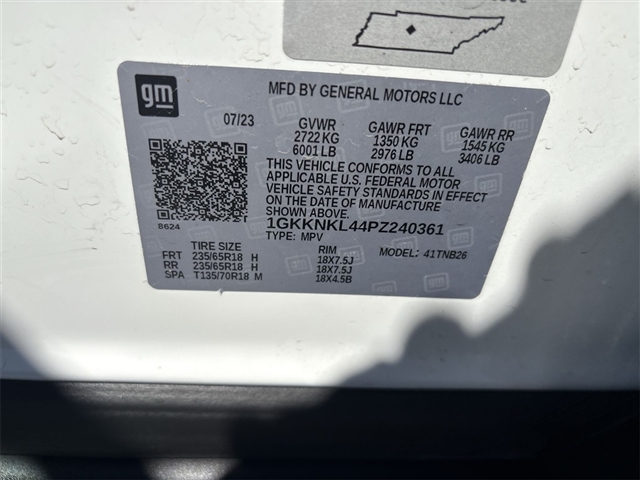 gm
MFD BY GENERAL MOTORS LLC
07/23
GVWR GAWR FRT GAWR RR
2722 KG 1350 KG 1545 KG
6001 LB 2976 LB 3406 LB
THIS VEHICLE CONFORMS TO ALL
APPLICABLE U.S. FEDERAL MOTOR
VEHICLE SAFETY STANDARDS IN EFFECT
ON THE DATE OF MANUFACTURE
SHOWN ABOVE.
8624
1GKKNKL44PZ240361
TYPE: MPV MODEL: 41TNB26
TIRE SIZE RIM
FRT 235/65R18 H 18X7.5J
RR 235/65R18 H 18X7.5J
SPA T135/70R18 M 18X4.5B